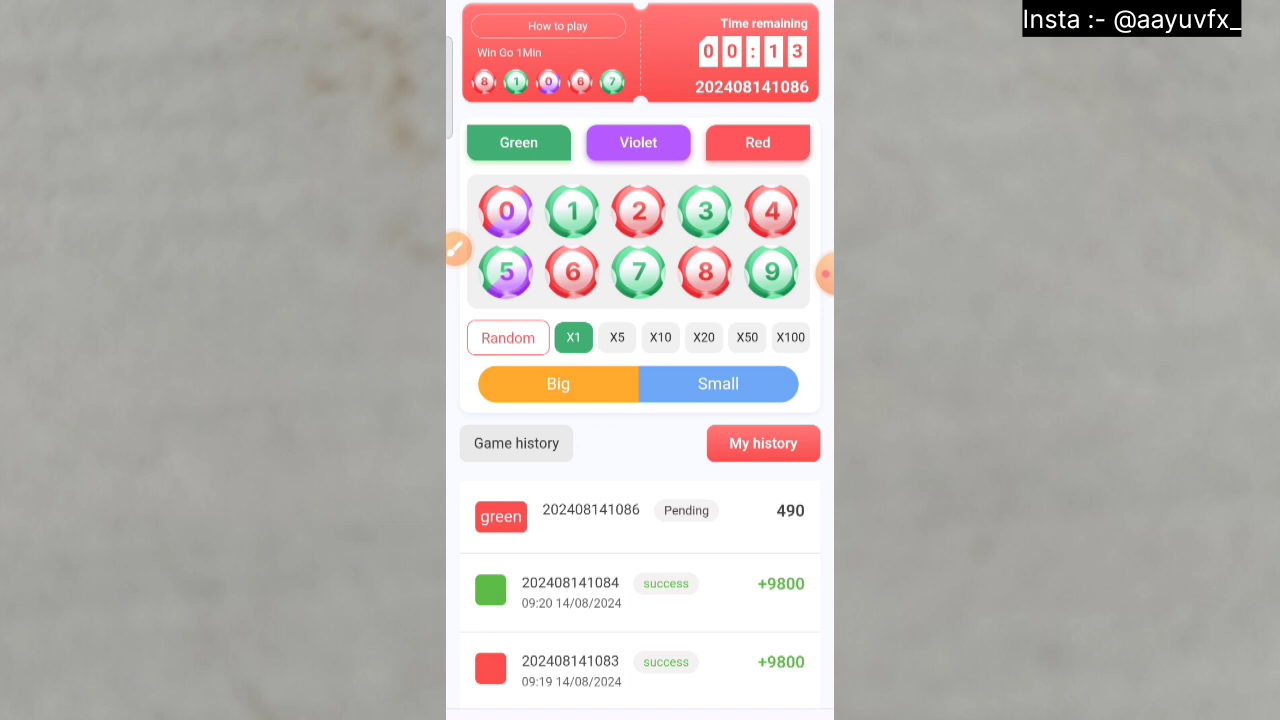 Insta :- @aayuvfx_
How to play
Time remaining
Win Go 1Min
0 0 : 1 3
8 1 0 6 7
202408141086
Green Violet Red
0 1 2 3 4
5 6 7 8 9
Random X1 X5 X10 X20 X50 X100
Big Small
Game history My history
green 202408141086 Pending 490
202408141084 success +9800
09:20 14/08/2024
202408141083 success +9800
09:19 14/08/2024